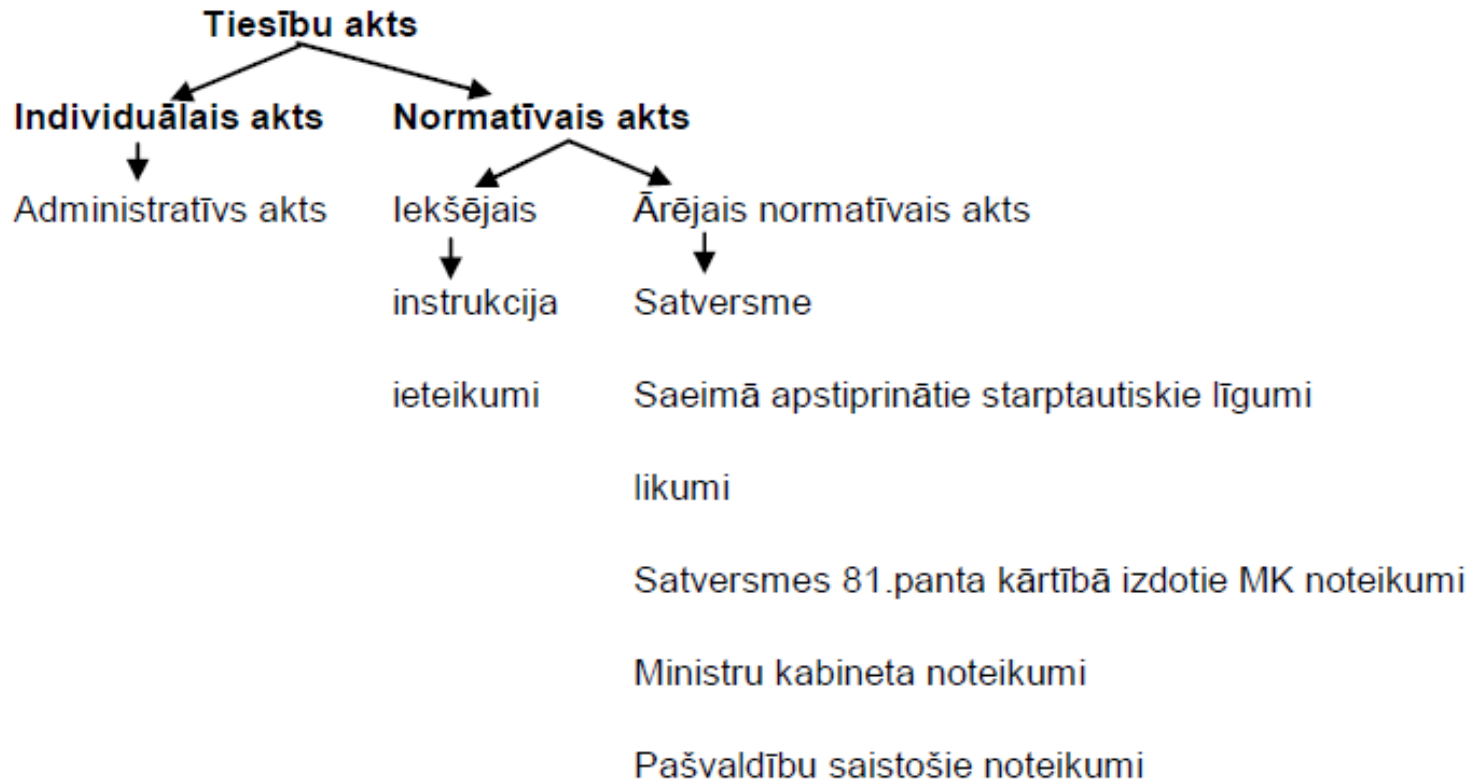 Tiesību akts
Individuālais akts Normatīvais akts
Administratīvs akts Iekšējais Ārējais normatīvais akts
instrukcija Satversme
ieteikumi Saeimā apstiprinātie starptautiskie līgumi
likumi
Satversmes 81.panta kārtībā izdotie MK noteikumi
Ministru kabineta noteikumi
Pašvaldību saistošie noteikumi